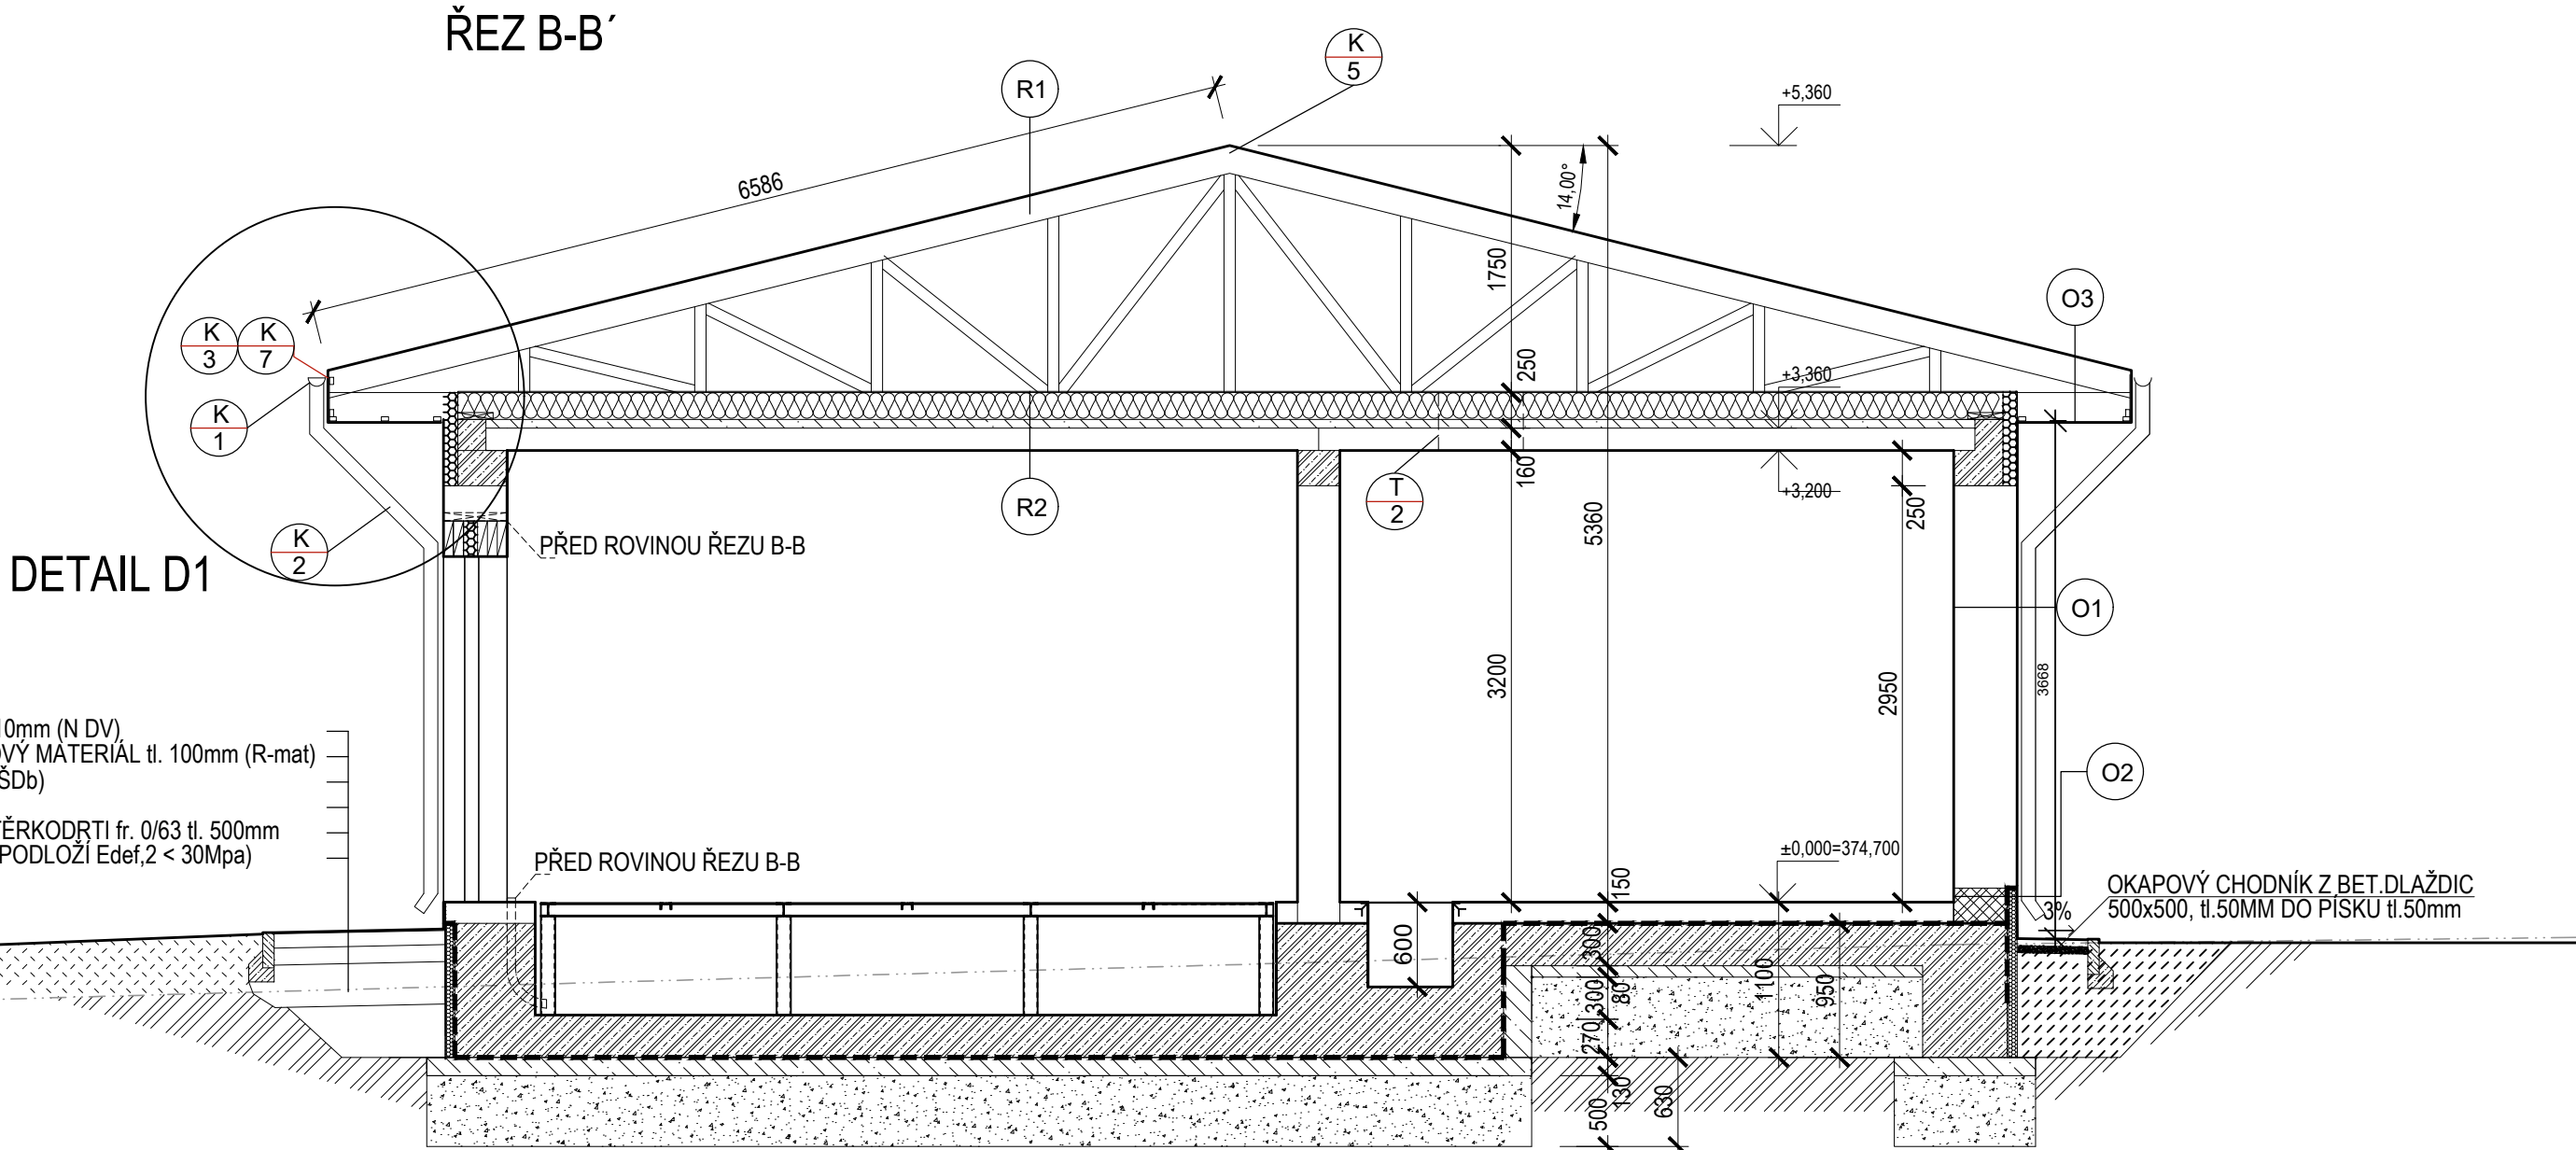 ŘEZ B-B´
K
5
R1
+5,360
6586
14,00°
1750
O3
K
3
K
7
250
+3,360
K
1
160
T
2
+3,200
250
R2
5360
K
2
PŘED ROVINOU ŘEZU B-B
DETAIL D1
O1
3200
2950
3668
10mm (N DV)
OVÝ MATERIÁL tl. 100mm (R-mat)
ŠDb)
TĚRKODRTI fr. 0/63 tl. 500mm
PODLOŽÍ Edef,2 < 30Mpa)
O2
PŘED ROVINOU ŘEZU B-B
±0,000=374,700
150
OKAPOVÝ CHODNÍK Z BET.DLAŽDIC
500x500, tl.50MM DO PÍSKU tl.50mm
3%
600
300
300
80
1100
950
270
130
500
630